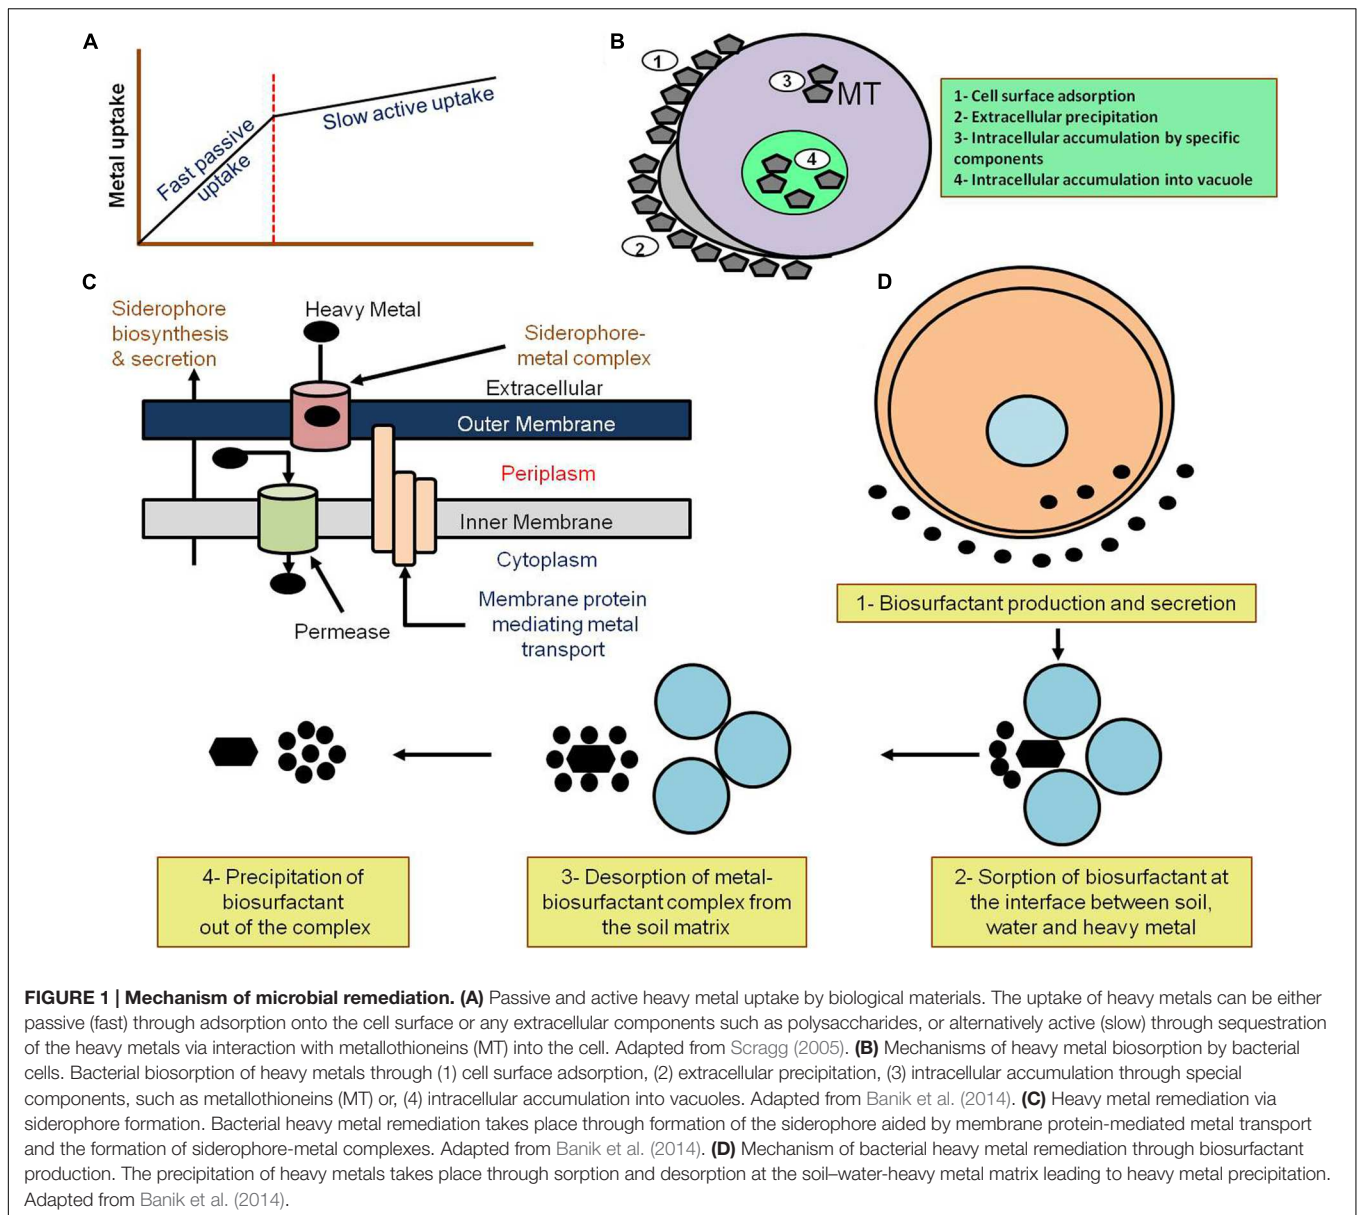 A
Metal uptake
Fast passive
uptake
Slow active uptake
B
1
2
3
MT
4
1- Cell surface adsorption
2- Extracellular precipitation
3- Intracellular accumulation by specific
components
4- Intracellular accumulation into vacuole
C
Siderophore
biosynthesis
& secretion
Heavy Metal
Siderophore-
metal complex
Extracellular
Outer Membrane
Periplasm
Inner Membrane
Cytoplasm
Membrane protein
mediating metal
transport
Permease
D
1- Biosurfactant production and secretion
2- Sorption of biosurfactant at
the interface between soil,
water and heavy metal
3- Desorption of metal-
biosurfactant complex from
the soil matrix
4- Precipitation of
biosurfactant
out of the complex
FIGURE 1 | Mechanism of microbial remediation. (A) Passive and active heavy metal uptake by biological materials. The uptake of heavy metals can be either
passive (fast) through adsorption onto the cell surface or any extracellular components such as polysaccharides, or alternatively active (slow) through sequestration
of the heavy metals via interaction with metallothioneins (MT) into the cell. Adapted from Scragg (2005). (B) Mechanisms of heavy metal biosorption by bacterial
cells. Bacterial biosorption of heavy metals through (1) cell surface adsorption, (2) extracellular precipitation, (3) intracellular accumulation through special
components, such as metallothioneins (MT) or, (4) intracellular accumulation into vacuoles. Adapted from Banik et al. (2014). (C) Heavy metal remediation via
siderophore formation. Bacterial heavy metal remediation takes place through formation of the siderophore aided by membrane protein-mediated metal transport
and the formation of siderophore-metal complexes. Adapted from Banik et al. (2014). (D) Mechanism of bacterial heavy metal remediation through biosurfactant
production. The precipitation of heavy metals takes place through sorption and desorption at the soil–water-heavy metal matrix leading to heavy metal precipitation.
Adapted from Banik et al. (2014).